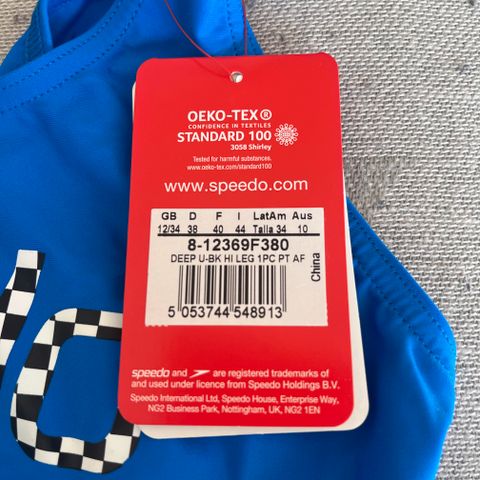 OEKO-TEX®
CONFIDENCE IN TEXTILES
STANDARD 100
3058 Shirley
Tested for harmful substances.
www.oeko-tex.com/standard100
www.speedo.com
GB D F I LatAm Aus
12/34 38 40 44 Talla 34 10
8-12369F380
DEEP U-BK HI LEG 1PC PT AF
China
5 053744 548913
speedo and are registered trademarks of
and used under licence from Speedo Holdings B.V.
Speedo International Ltd, Speedo House, Enterprise Way,
NG2 Business Park, Nottingham, UK, NG2 1EN